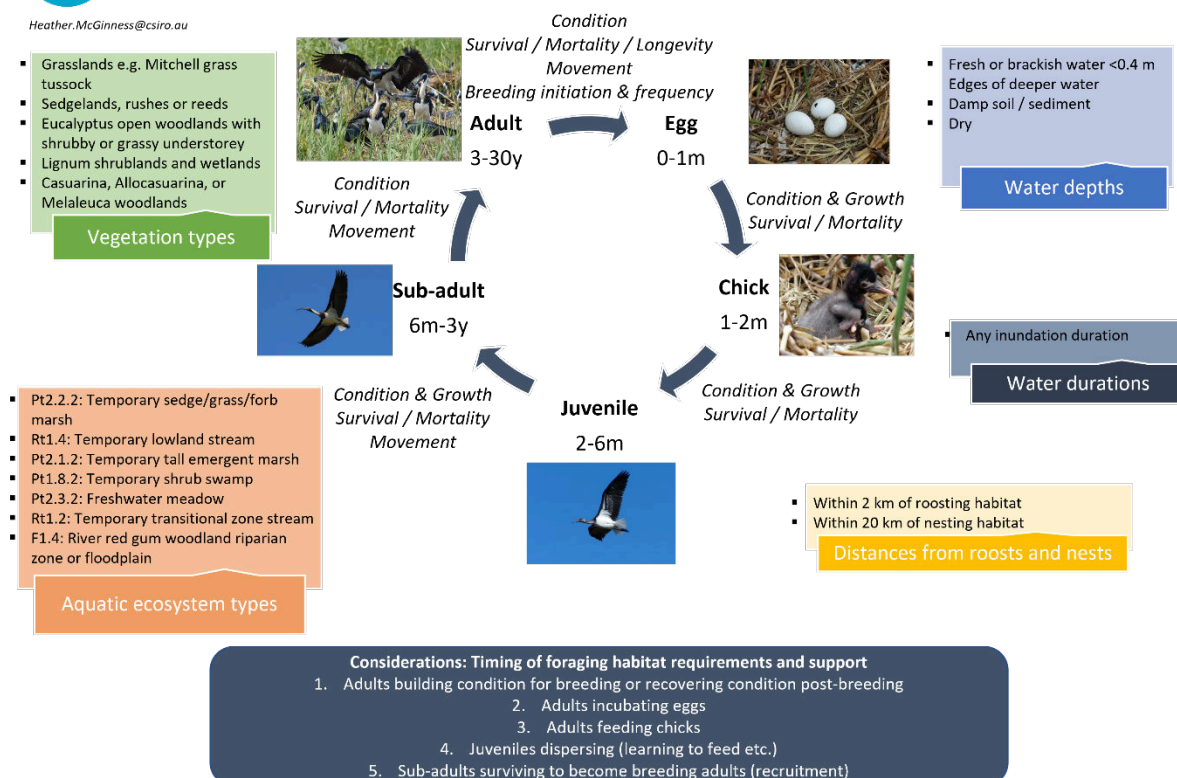 Heather.McGinness@csiro.au
Grasslands e.g. Mitchell grass
tussock
Sedgelands, rushes or reeds
Eucalyptus open woodlands with
shrubby or grassy understorey
Lignum shrublands and wetlands
Casuarina, Allocasuarina, or
Melaleuca woodlands
Vegetation types
Condition
Survival / Mortality / Longevity
Movement
Breeding initiation & frequency
Adult
3-30y
Egg
0-1m
Fresh or brackish water <0.4 m
Edges of deeper water
Damp soil / sediment
Dry
Water depths
Condition
Survival / Mortality
Movement
Condition & Growth
Survival / Mortality
Sub-adult
6m-3y
Chick
1-2m
Any inundation duration
Water durations
Condition & Growth
Survival / Mortality
Movement
Condition & Growth
Survival / Mortality
Juvenile
2-6m
Pt2.2.2: Temporary sedge/grass/forb
marsh
Rt1.4: Temporary lowland stream
Pt2.1.2: Temporary tall emergent marsh
Pt1.8.2: Temporary shrub swamp
Pt2.3.2: Freshwater meadow
Rt1.2: Temporary transitional zone stream
F1.4: River red gum woodland riparian
zone or floodplain
Aquatic ecosystem types
Within 2 km of roosting habitat
Within 20 km of nesting habitat
Distances from roosts and nests
Considerations: Timing of foraging habitat requirements and support
1. Adults building condition for breeding or recovering condition post-breeding
2. Adults incubating eggs
3. Adults feeding chicks
4. Juveniles dispersing (learning to feed etc.)
5. Sub-adults surviving to become breeding adults (recruitment)